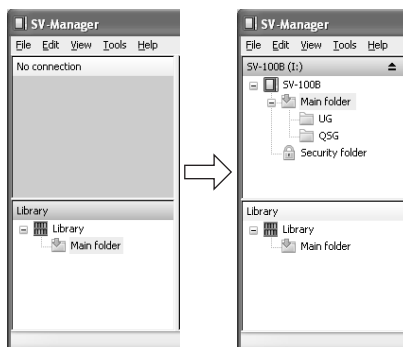 SV-Manager
File Edit View Tools Help
No connection
Library
Library
Main folder
SV-Manager
File Edit View Tools Help
SV-100B (I:)
SV-100B
Main folder
UG
QSG
Security folder
Library
Library
Main folder